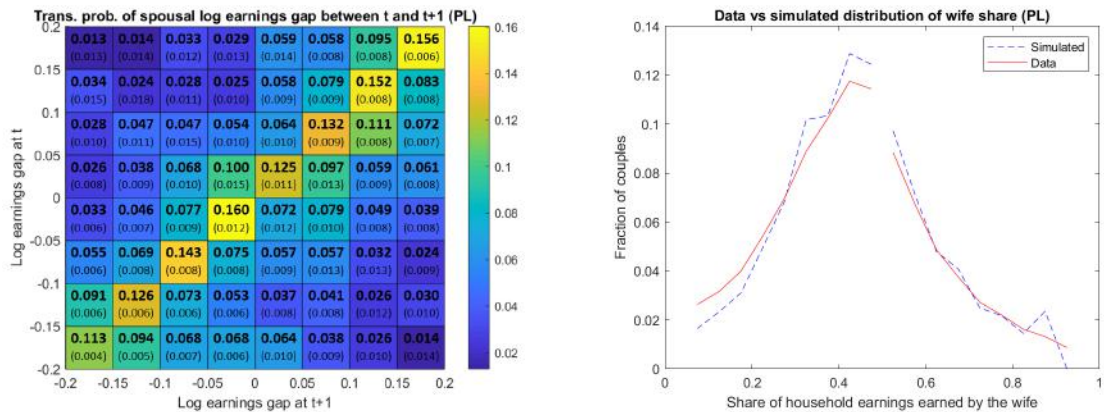 Trans. prob. of spousal log earnings gap between t and t+1 (PL)
0.2
0.15
0.1
0.05
0
-0.05
-0.1
-0.15
-0.2
Log earnings gap at t
0.013 0.014 0.033 0.029 0.059 0.058 0.095 0.156
(0.013) (0.014) (0.012) (0.013) (0.014) (0.008) (0.008) (0.006)
0.034 0.024 0.028 0.025 0.058 0.079 0.152 0.083
(0.015) (0.018) (0.011) (0.010) (0.009) (0.009) (0.008) (0.008)
0.028 0.047 0.047 0.054 0.064 0.132 0.111 0.072
(0.010) (0.011) (0.015) (0.010) (0.010) (0.009) (0.008) (0.007)
0.026 0.038 0.068 0.100 0.125 0.097 0.059 0.061
(0.008) (0.009) (0.010) (0.015) (0.011) (0.013) (0.009) (0.008)
0.033 0.046 0.077 0.160 0.072 0.079 0.049 0.039
(0.006) (0.007) (0.009) (0.012) (0.012) (0.010) (0.008) (0.008)
0.055 0.069 0.143 0.075 0.057 0.057 0.032 0.024
(0.006) (0.008) (0.008) (0.008) (0.009) (0.013) (0.013) (0.009)
0.091 0.126 0.073 0.053 0.037 0.041 0.026 0.030
(0.006) (0.006) (0.006) (0.006) (0.008) (0.008) (0.012) (0.010)
0.113 0.094 0.068 0.068 0.064 0.038 0.026 0.014
(0.004) (0.005) (0.007) (0.006) (0.010) (0.009) (0.010) (0.014)
-0.2 -0.15 -0.1 -0.05 0 0.05 0.10 0.15 0.2
Log earnings gap at t+1
0.16
0.14
0.12
0.1
0.08
0.06
0.04
0.02
Data vs simulated distribution of wife share (PL)
Simulated
Data
0.14
0.12
0.1
0.08
0.06
0.04
0.02
0
Fraction of couples
0 0.2 0.4 0.6 0.8 1
Share of household earnings earned by the wife